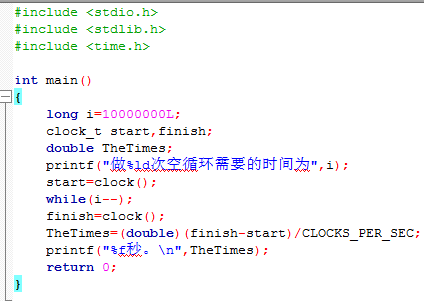 #include <stdio.h>
#include <stdlib.h>
#include <time.h>
int main()
{
long i=10000000L;
clock_t start,finish;
double TheTimes;
printf("做%ld次空循环需要的时间为",i);
start=clock();
while(i--);
finish=clock();
TheTimes=(double)(finish-start)/CLOCKS_PER_SEC;
printf("%f秒。\n",TheTimes);
return 0;
}